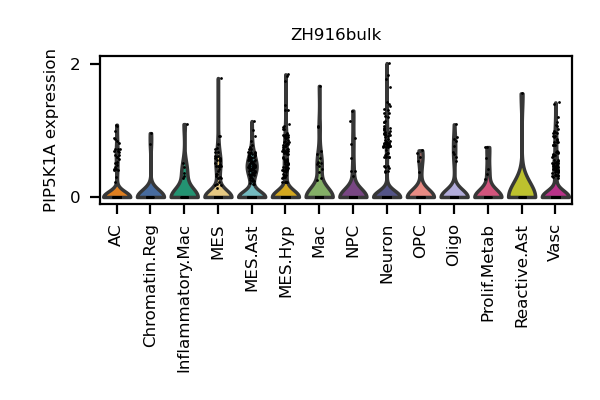 ZH916bulk
PIP5K1A expression
2
0
AC
Chromatin.Reg
Inflammatory.Mac
MES
MES.Ast
MES.Hyp
Mac
NPC
Neuron
OPC
Oligo
Prolif.Metab
Reactive.Ast
Vasc